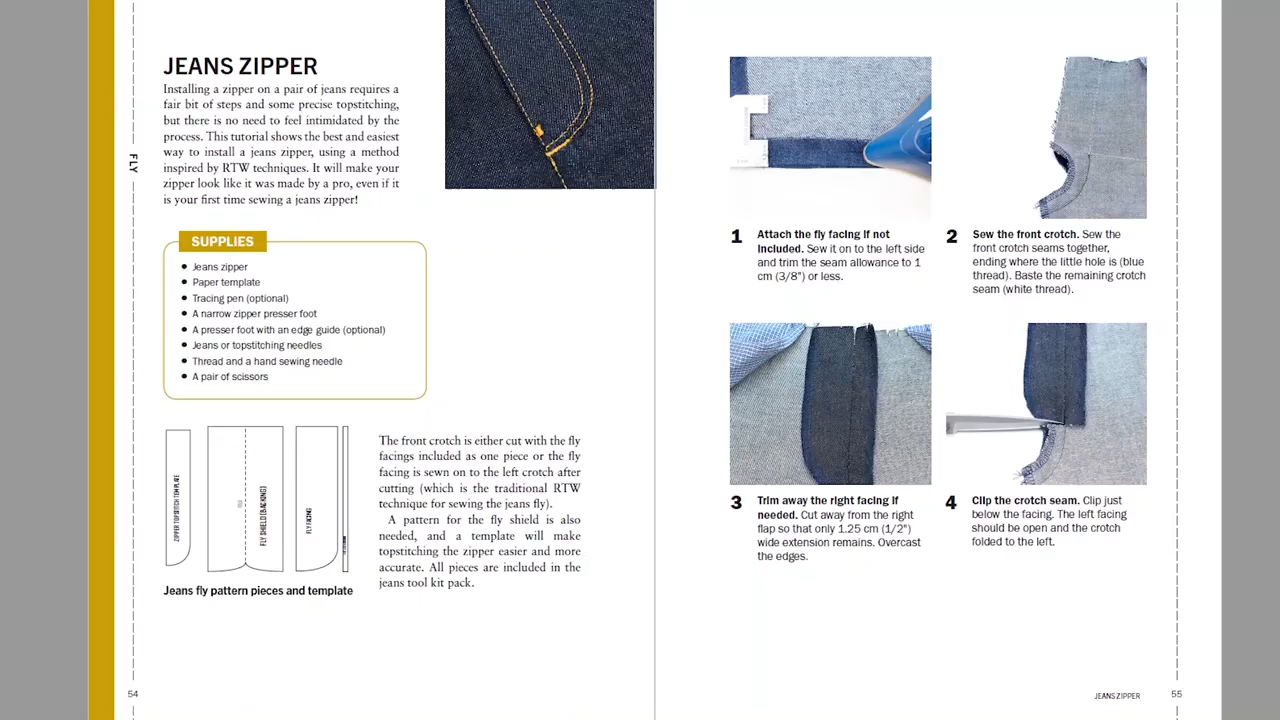 JEANS ZIPPER
Installing a zipper on a pair of jeans requires a
fair bit of steps and some precise topstitching,
but there is no need to feel intimidated by the
process. This tutorial shows the best and easiest
way to install a jeans zipper, using a method
inspired by RTW techniques. It will make your
zipper look like it was made by a pro, even if it
is your first time sewing a jeans zipper!
FLY
SUPPLIES
● Jeans zipper
● Paper template
● Tracing pen (optional)
● A narrow zipper presser foot
● A presser foot with an edge guide (optional)
● Jeans or topstitching needles
● Thread and a hand sewing needle
● A pair of scissors
ZIPPER TOPSTITCH TEMPLATE
FLY SHIELD (BACKING)
FLY FACING
Jeans fly pattern pieces and template
The front crotch is either cut with the fly
facings included as one piece or the fly
facing is sewn on to the left crotch after
cutting (which is the traditional RTW
technique for sewing the jeans fly).
A pattern for the fly shield is also
needed, and a template will make
topstitching the zipper easier and more
accurate. All pieces are included in the
jeans tool kit pack.
54
1 Attach the fly facing if not
included. Sew it on to the left side
and trim the seam allowance to 1
cm (3/8") or less.
2 Sew the front crotch. Sew the
front crotch seams together,
ending where the little hole is (blue
thread). Baste the remaining crotch
seam (white thread).
3 Trim away the right facing if
needed. Cut away from the right
flap so that only 1.25 cm (1/2")
wide extension remains. Overcast
the edges.
4 Clip the crotch seam. Clip just
below the facing. The left facing
should be open and the crotch
folded to the left.
JEANS ZIPPER
55